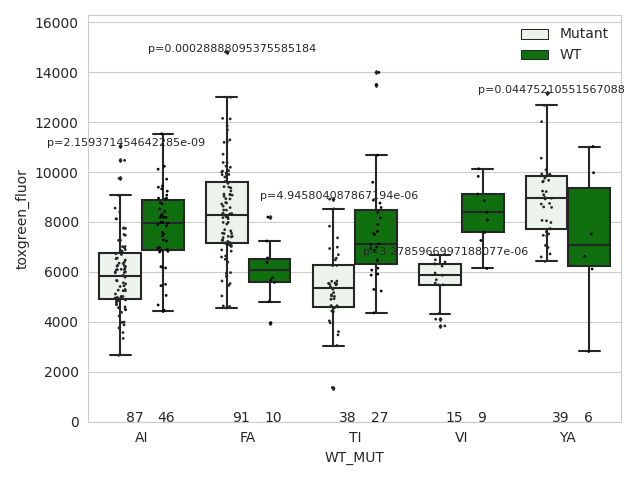 16000
14000
12000
10000
8000
6000
4000
2000
0
toxgreen_fluor
Mutant
WT
p=0.00028888095375585184
p=0.04475210551567088
p=2.159371454642285e-09
p=4.945804087867194e-06
p=3.2785966997188077e-06
87 46 91 10 38 27 15 9 39 6
AI FA TI VI YA
WT_MUT